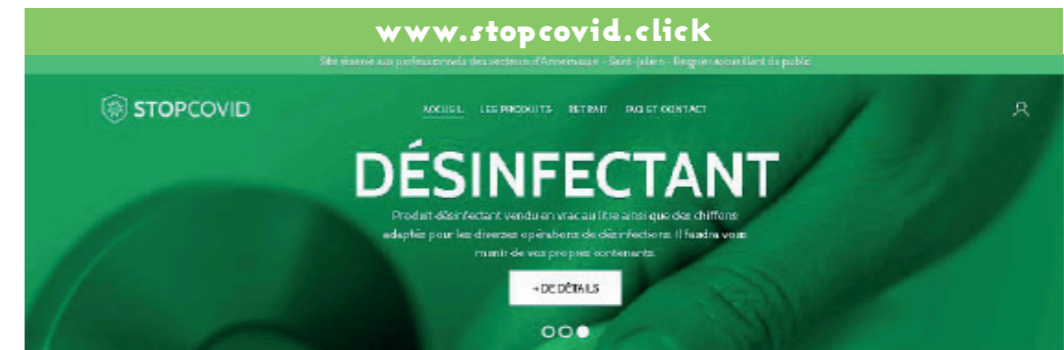 www.stopcovid.click
Site réservé aux professionnels des secteurs d'Annemasse - Saint-Julien - Reignier accueillant du public
STOPCOVID
ACCUEIL LES PRODUITS RETRAIT FAQ ET CONTACT
DÉSINFECTANT
Produit désinfectant vendu en vrac au litre ainsi que des chiffons
adaptés pour les diverses opérations de désinfections. Il faudra vous
munir de vos propres contenants.
+ DE DÉTAILS